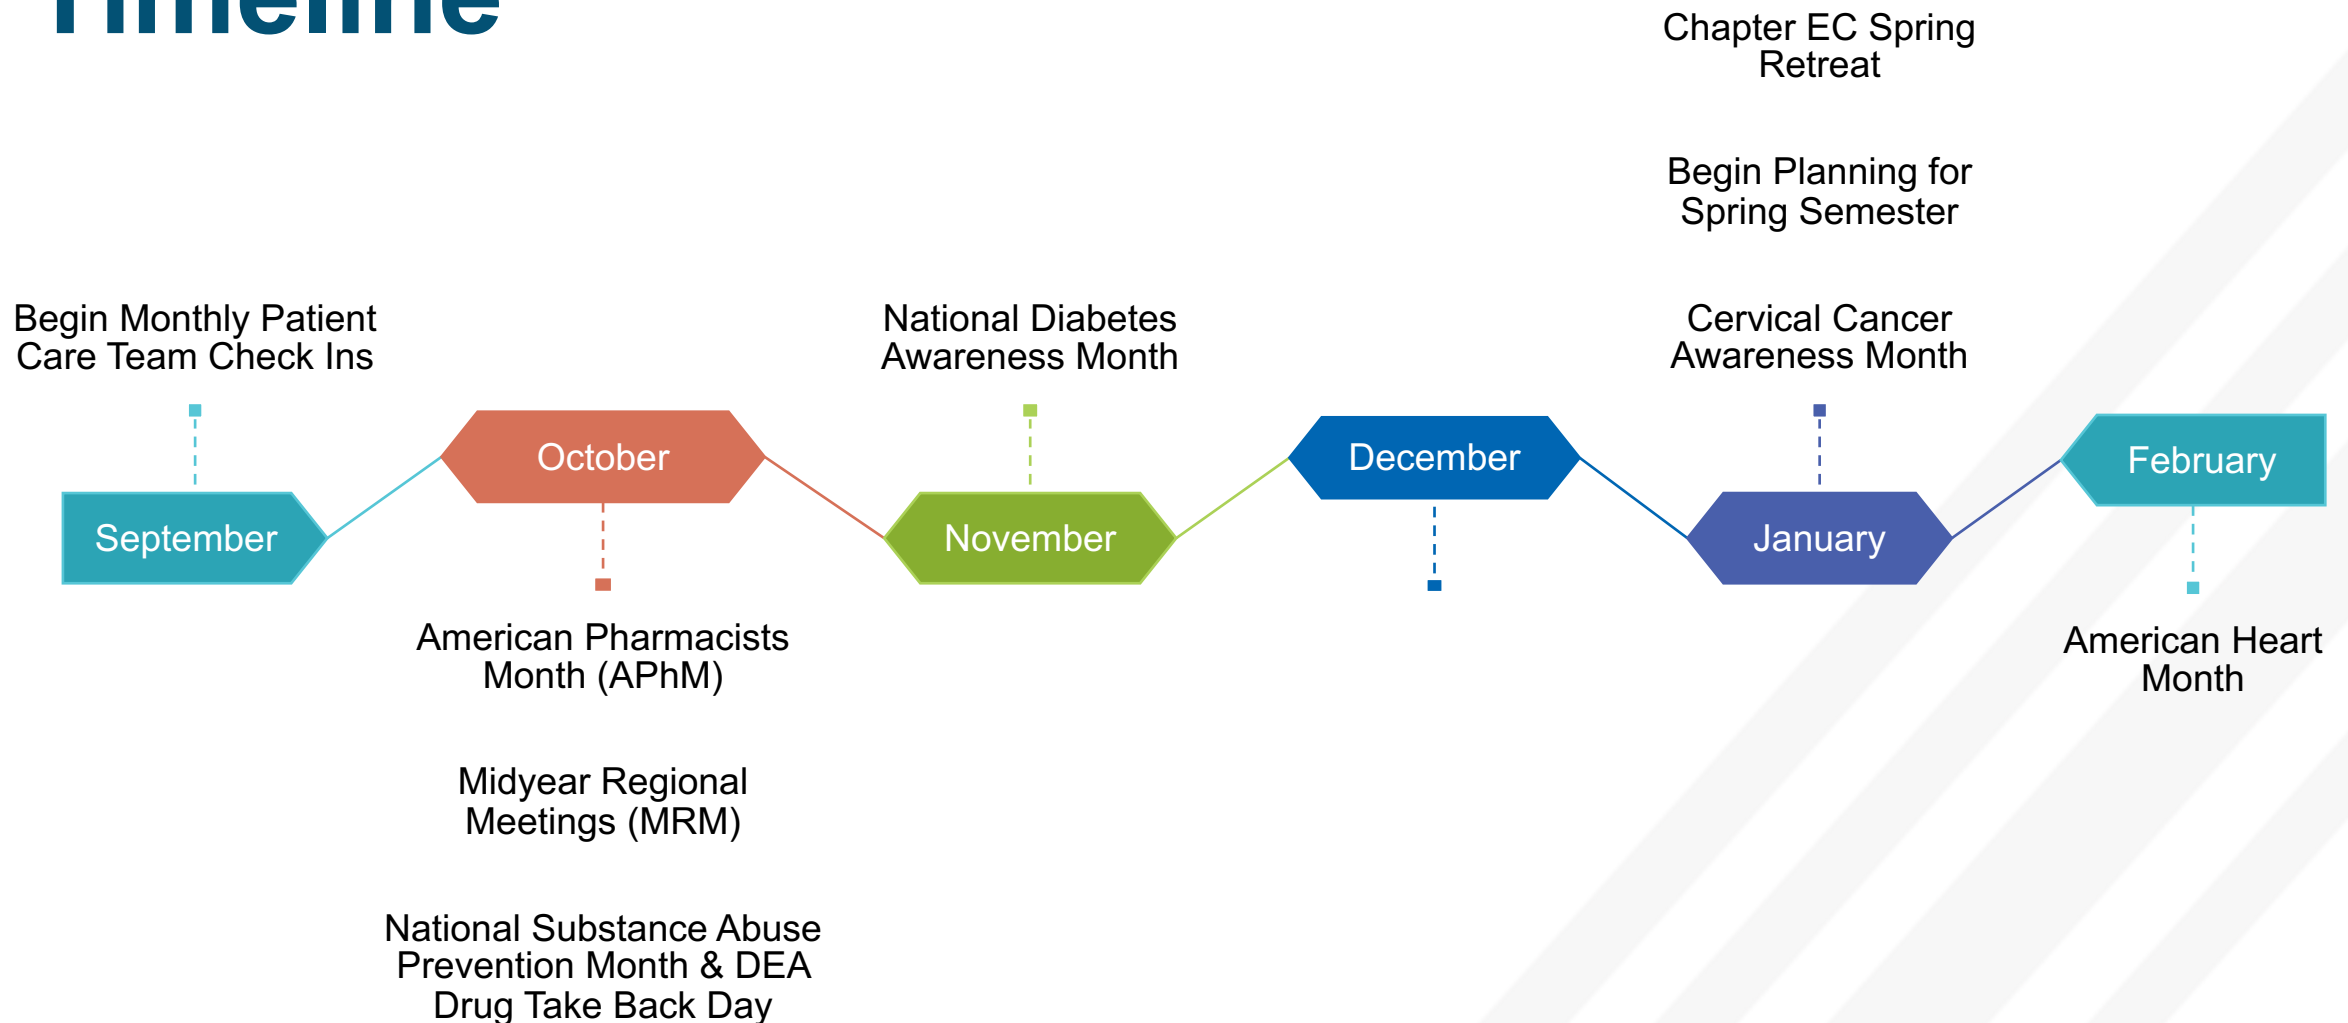 Timeline
Chapter EC Spring
Retreat
Begin Planning for
Spring Semester
Begin Monthly Patient
Care Team Check Ins
National Diabetes
Awareness Month
Cervical Cancer
Awareness Month
October
December
February
September
November
January
American Pharmacists
Month (APhM)
American Heart
Month
Midyear Regional
Meetings (MRM)
National Substance Abuse
Prevention Month & DEA
Drug Take Back Day